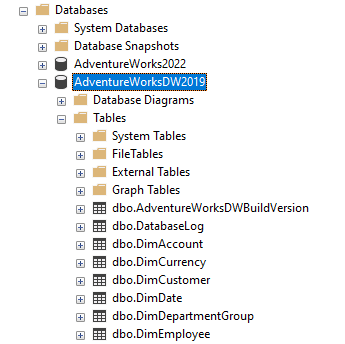 Databases
System Databases
Database Snapshots
AdventureWorks2022
AdventureWorksDW2019
Database Diagrams
Tables
System Tables
FileTables
External Tables
Graph Tables
dbo.AdventureWorksDWBuildVersion
dbo.DatabaseLog
dbo.DimAccount
dbo.DimCurrency
dbo.DimCustomer
dbo.DimDate
dbo.DimDepartmentGroup
dbo.DimEmployee